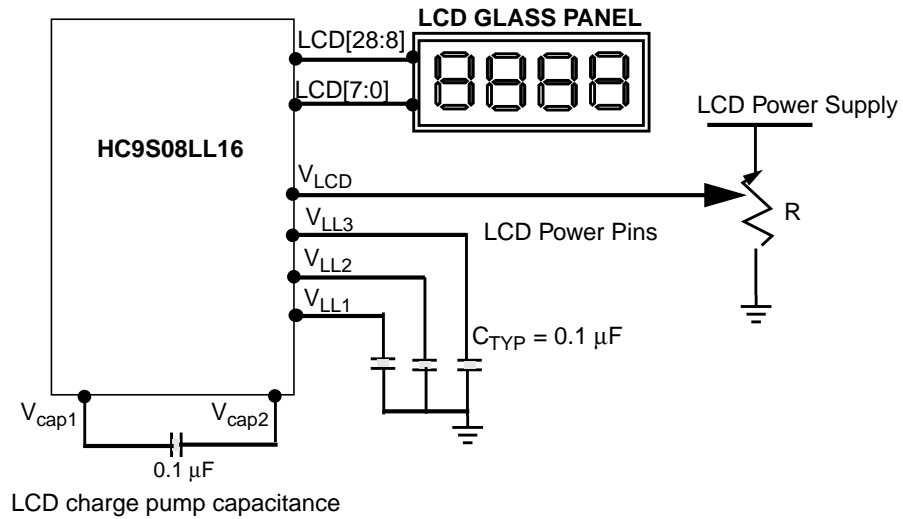 LCD GLASS PANEL
LCD[28:8]
LCD[7:0]
LCD Power Supply
HC9S08LL16
VLCD
R
VLL3
LCD Power Pins
VLL2
VLL1
CTYP = 0.1 μF
Vcap1
Vcap2
0.1 μF
LCD charge pump capacitance